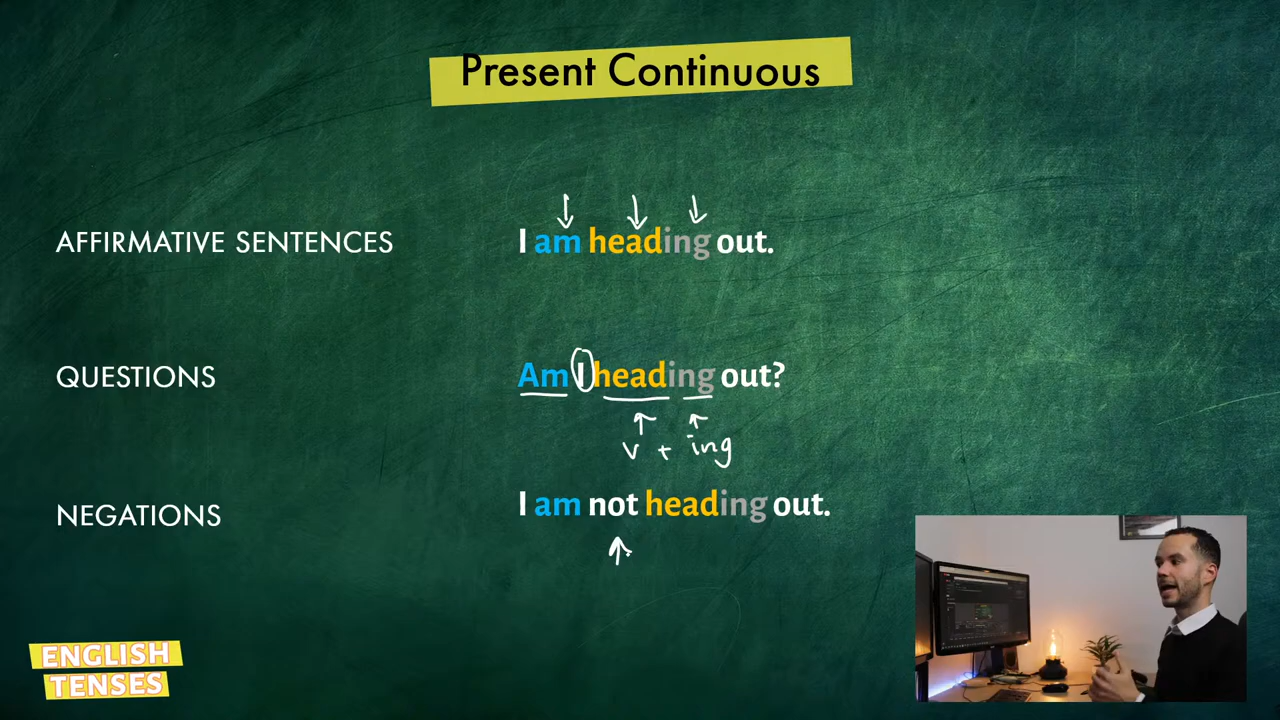 Present Continuous
AFFIRMATIVE SENTENCES
I am heading out.
QUESTIONS
Am I heading out?
v + ing
NEGATIONS
I am not heading out.
ENGLISH
TENSES